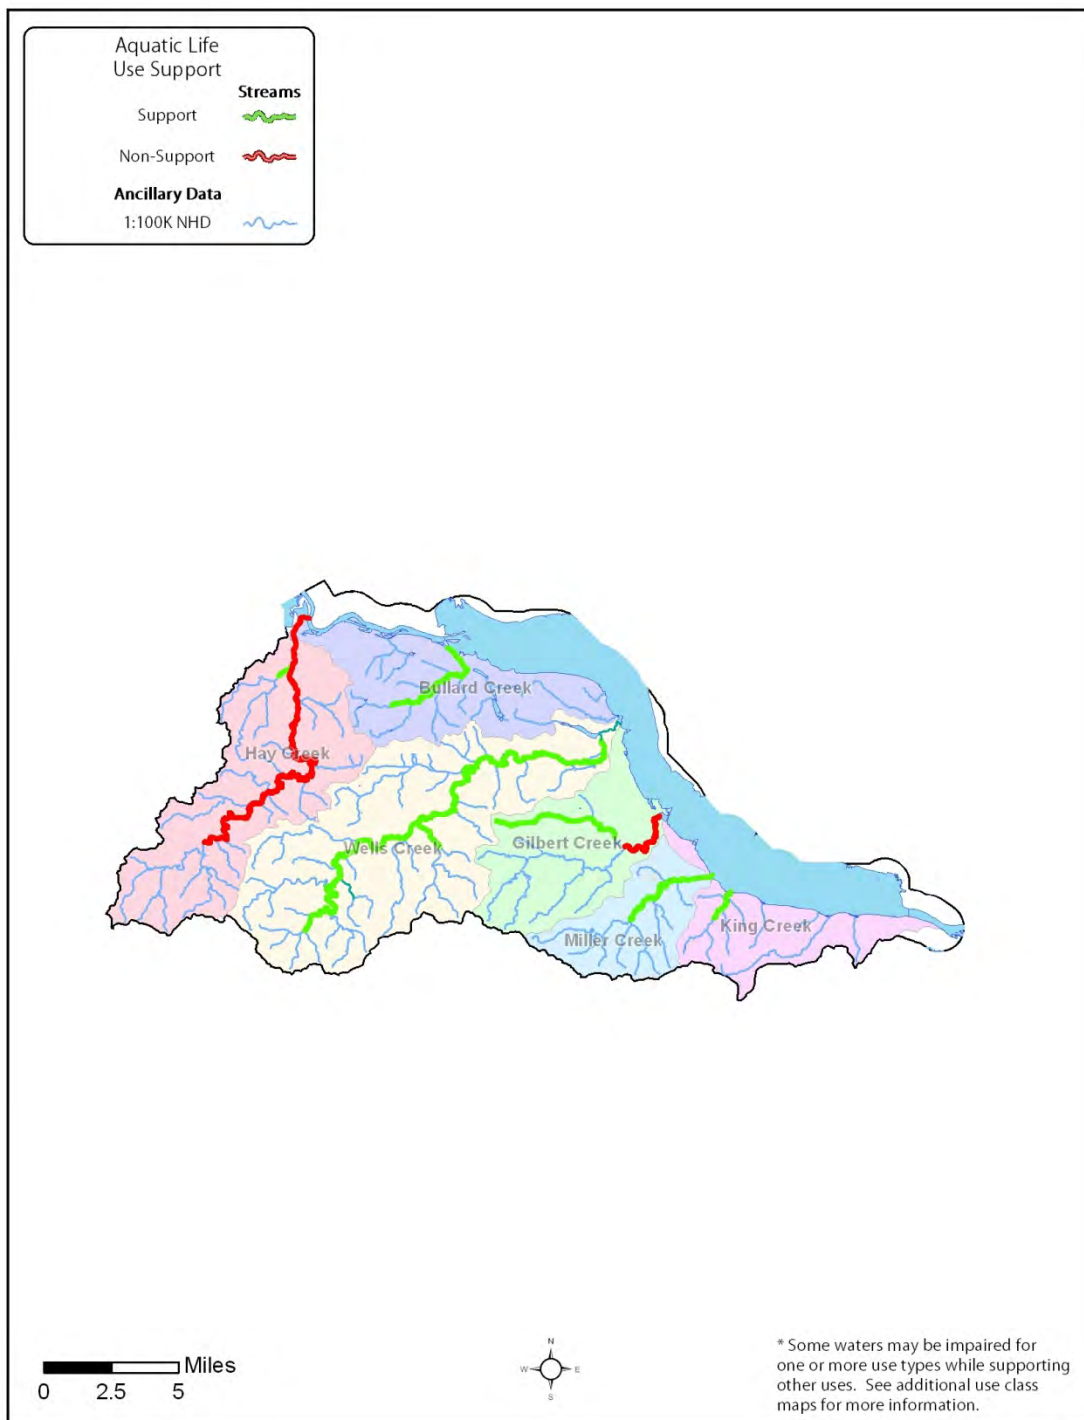 Aquatic Life
Use Support
Streams
Support
Non-Support
Ancillary Data
1:100K NHD
Bullard Creek
Hay Creek
Wells Creek
Gilbert Creek
Miller Creek
King Creek
Miles
0 2.5 5
N
W E
S
* Some waters may be impaired for
one or more use types while supporting
other uses. See additional use class
maps for more information.